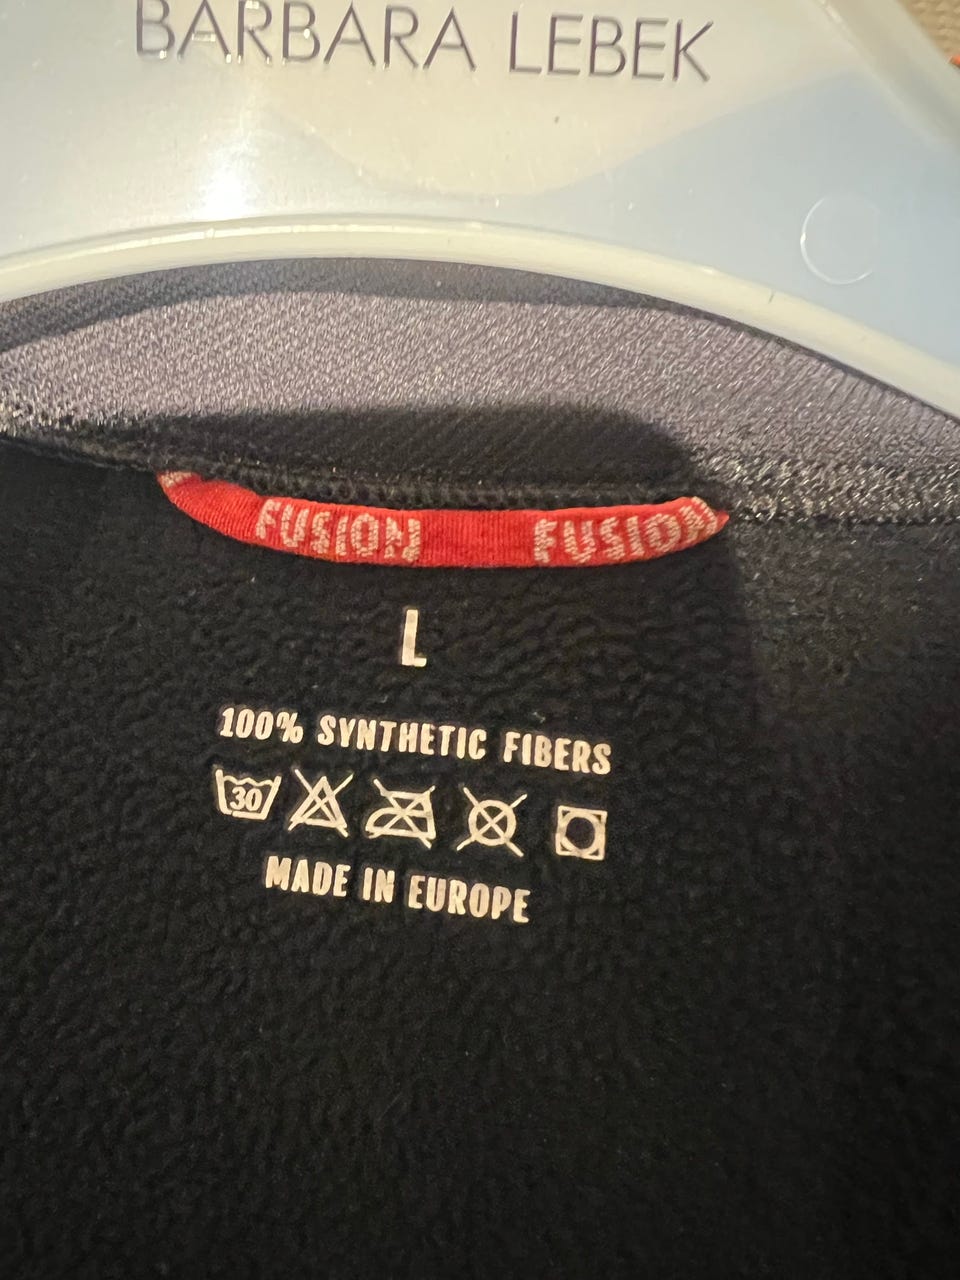 BARBARA LEBEK
FUSION FUSION
L
100% SYNTHETIC FIBERS
30
MADE IN EUROPE